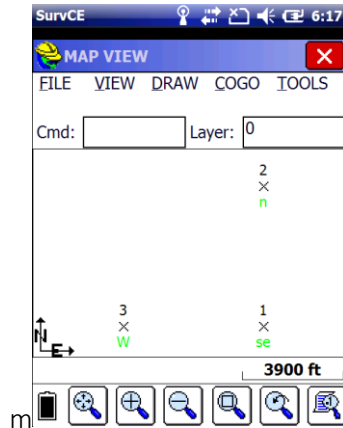 SurvCE 6:17
MAP VIEW
FILE VIEW DRAW COGO TOOLS
Cmd: Layer: 0
2
n
3 1
W se
N
E
3900 ft
m